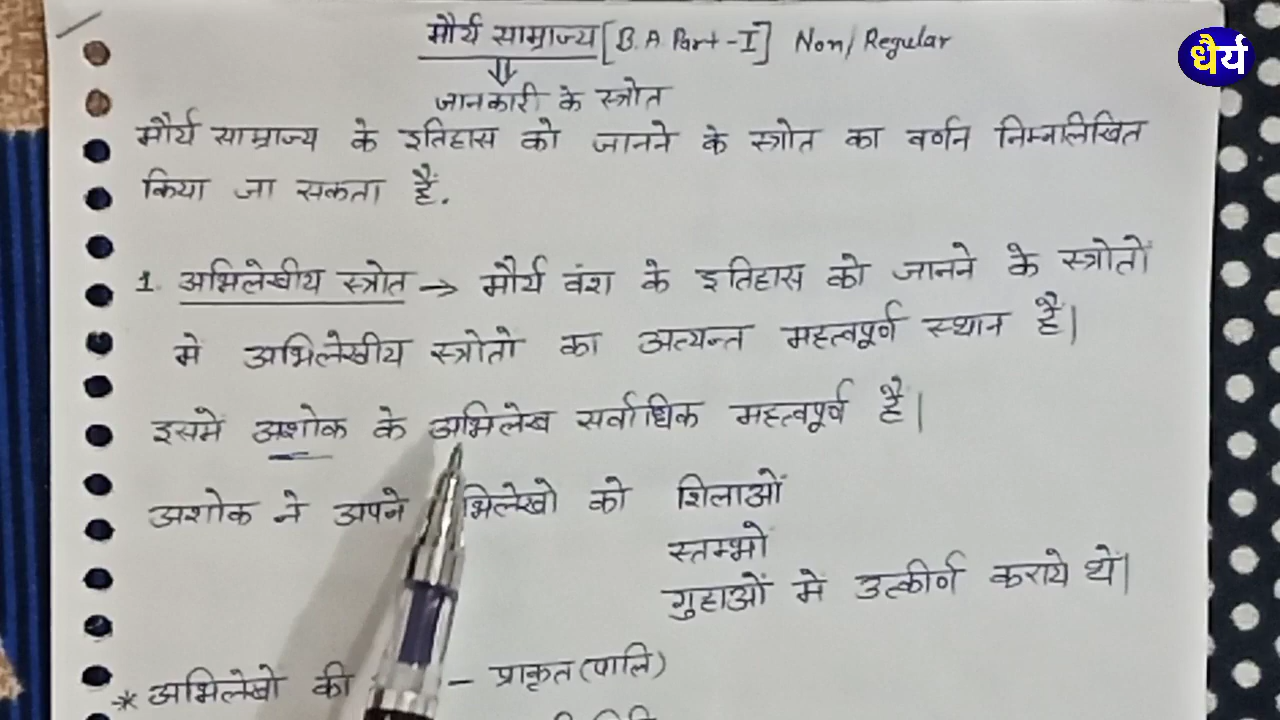 मौर्य साम्राज्य [B.A. Part-I] Non/Regular
धैर्य
जानकारी के स्त्रोत
मौर्य साम्राज्य के इतिहास को जानने के स्त्रोत का वर्णन निम्नलिखित
किया जा सकता हैं.
1. अभिलेखीय स्त्रोत → मौर्य वंश के इतिहास को जानने के स्त्रोतों
मे अभिलेखीय स्त्रोतो का अत्यन्त महत्वपूर्ण स्थान हैं|
इसमें अशोक के अभिलेख सर्वाधिक महत्वपूर्व हैं|
अशोक ने अपने को शिलाओं
स्तम्भों
गुहाओं में उत्कीर्ण कराये थें|
* अभिलेखो की – प्राकृत (पालि)